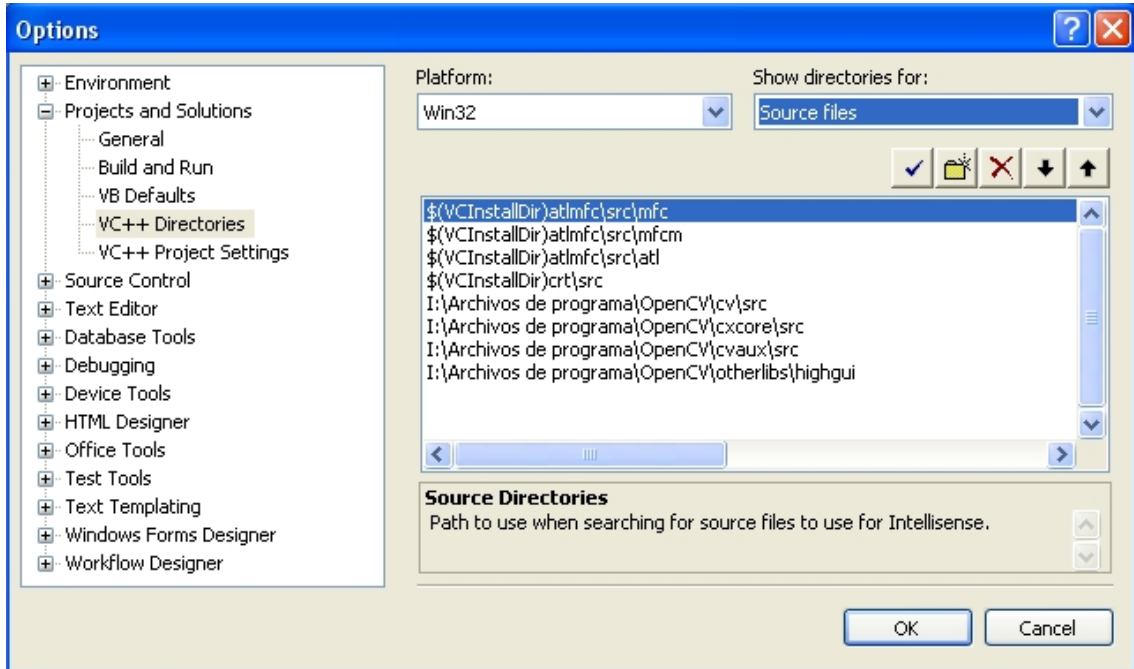 Options
Environment
Projects and Solutions
General
Build and Run
VB Defaults
VC++ Directories
VC++ Project Settings
Source Control
Text Editor
Database Tools
Debugging
Device Tools
HTML Designer
Office Tools
Test Tools
Text Templating
Windows Forms Designer
Workflow Designer
Platform:
Win32
Show directories for:
Source files
$(VCInstallDir)atlmfc\src\mfc
$(VCInstallDir)atlmfc\src\mfcm
$(VCInstallDir)atlmfc\src\atl
$(VCInstallDir)crt\src
I:\Archivos de programa\OpenCV\cv\src
I:\Archivos de programa\OpenCV\cxcore\src
I:\Archivos de programa\OpenCV\cvaux\src
I:\Archivos de programa\OpenCV\otherlibs\highgui
Source Directories
Path to use when searching for source files to use for Intellisense.
OK
Cancel